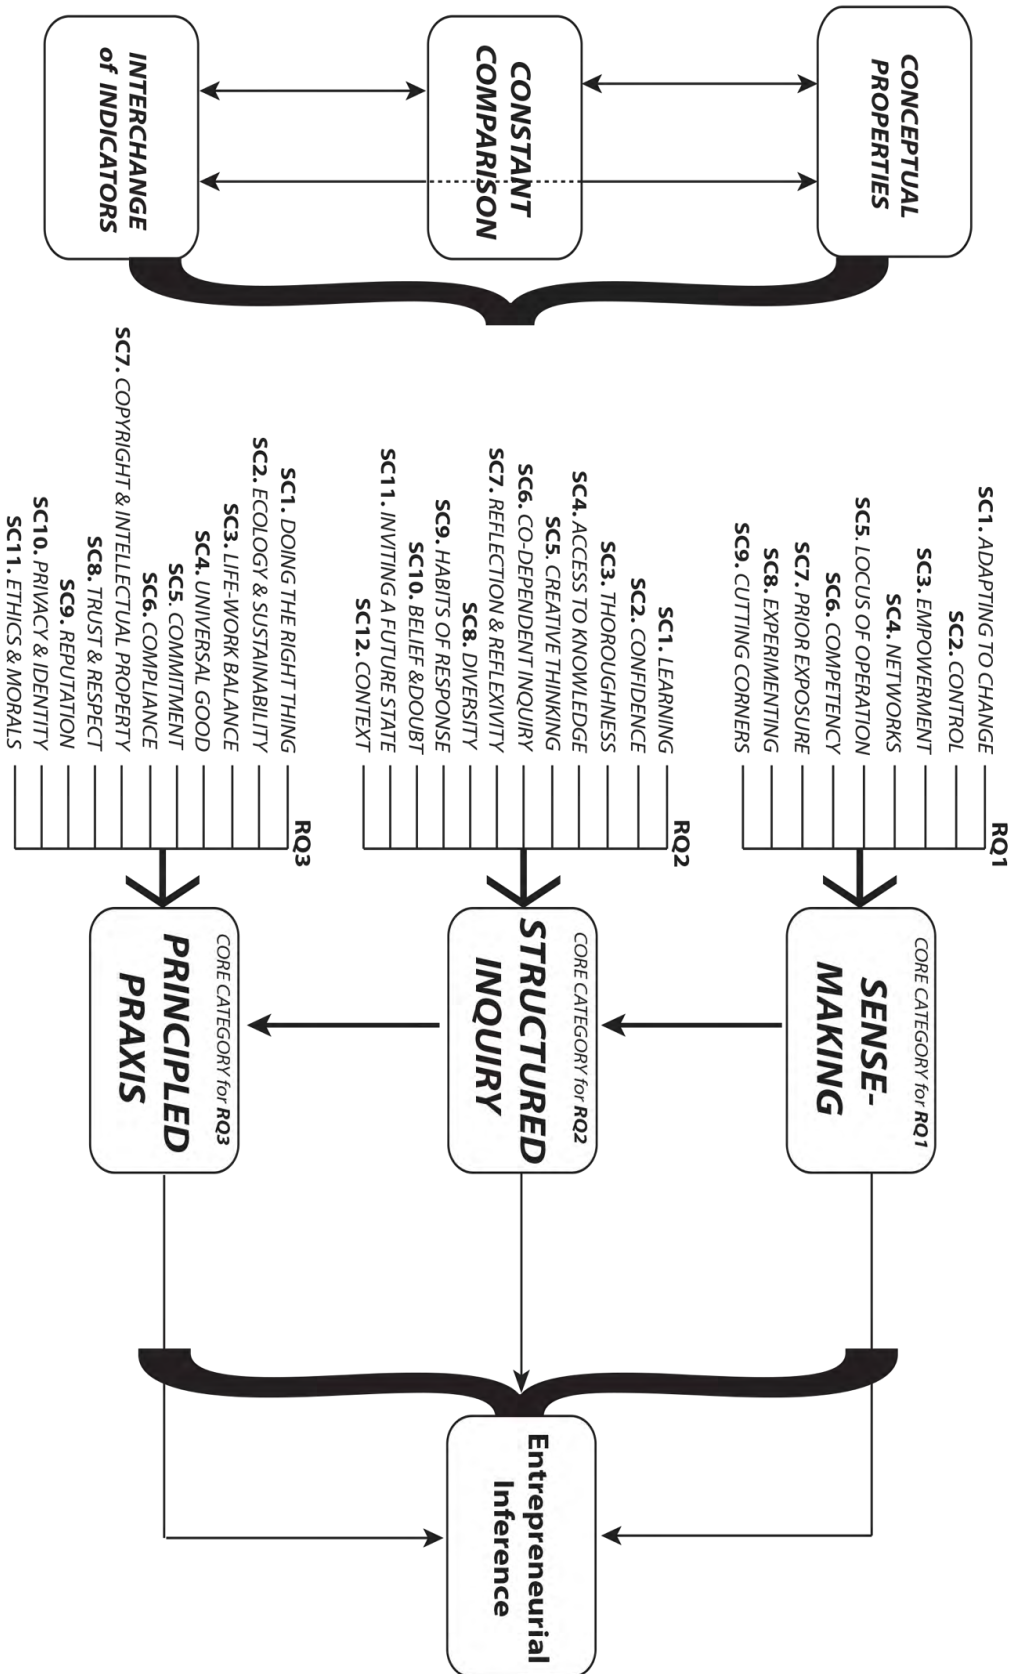 CONCEPTUAL
PROPERTIES
CONSTANT
COMPARISON
INTERCHANGE
of INDICATORS
RQ1
SC1. ADAPTING TO CHANGE
SC2. CONTROL
SC3. EMPOWERMENT
SC4. NETWORKS
SC5. LOCUS OF OPERATION
SC6. COMPETENCY
SC7. PRIOR EXPOSURE
SC8. EXPERIMENTING
SC9. CUTTING CORNERS
RQ2
SC1. LEARNING
SC2. CONFIDENCE
SC3. THOROUGHNESS
SC4. ACCESS TO KNOWLEDGE
SC5. CREATIVE THINKING
SC6. CO-DEPENDENT INQUIRY
SC7. REFLECTION & REFLEXIVITY
SC8. DIVERSITY
SC9. HABITS OF RESPONSE
SC10. BELIEF &DOUBT
SC11. INVITING A FUTURE STATE
SC12. CONTEXT
RQ3
SC1. DOING THE RIGHT THING
SC2. ECOLOGY & SUSTAINABILITY
SC3. LIFE-WORK BALANCE
SC4. UNIVERSAL GOOD
SC5. COMMITMENT
SC6. COMPLIANCE
SC7. COPYRIGHT & INTELLECTUAL PROPERTY
SC8. TRUST & RESPECT
SC9. REPUTATION
SC10. PRIVACY & IDENTITY
SC11. ETHICS & MORALS
CORE CATEGORY for RQ1
SENSE-
MAKING
CORE CATEGORY for RQ2
STRUCTURED
INQUIRY
CORE CATEGORY for RQ3
PRINCIPLED
PRAXIS
Entrepreneurial
Inference